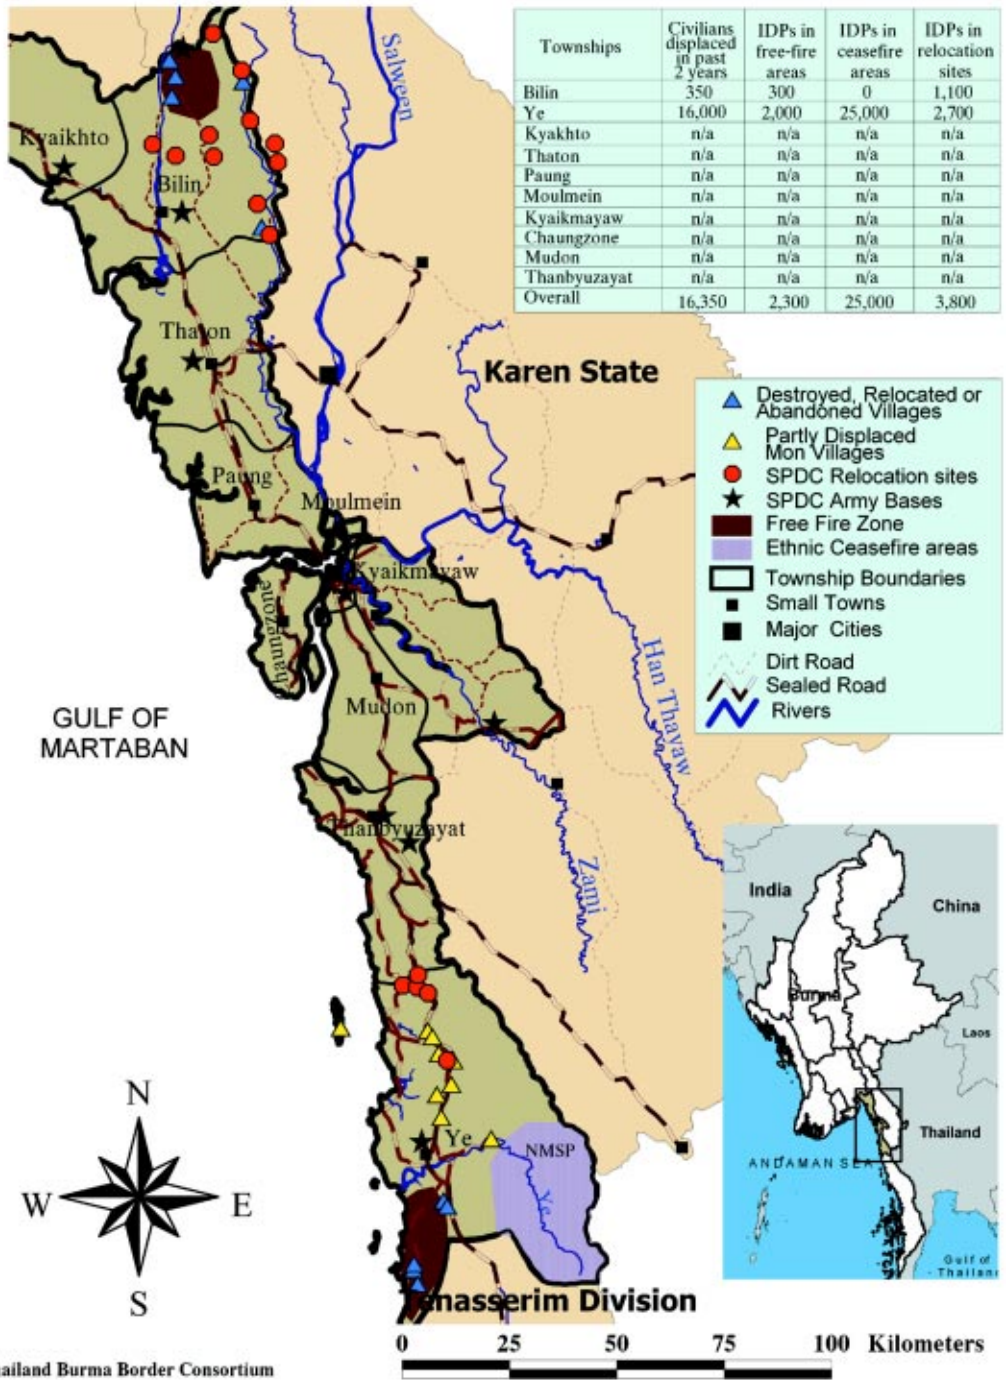 Townships | Civilians displaced in past 2 years | IDPs in free-fire areas | IDPs in ceasefire areas | IDPs in relocation sites
Bilin | 350 | 300 | 0 | 1,100
Ye | 16,000 | 2,000 | 25,000 | 2,700
Kyakhto | n/a | n/a | n/a | n/a
Thaton | n/a | n/a | n/a | n/a
Paung | n/a | n/a | n/a | n/a
Moulmein | n/a | n/a | n/a | n/a
Kyaikmayaw | n/a | n/a | n/a | n/a
Chaungzone | n/a | n/a | n/a | n/a
Mudon | n/a | n/a | n/a | n/a
Thanbyuzayat | n/a | n/a | n/a | n/a
Overall | 16,350 | 2,300 | 25,000 | 3,800
Salween
Kyaikhto
Bilin
Thaton
Karen State
Paung
Moulmein
Kyaikmayaw
haungzone
Mudon
GULF OF
MARTABAN
Han Thayaw
Thanbyuzayat
Zami
Ye
NMSP
Ye
enasserim Division
Destroyed, Relocated or
Abandoned Villages
Partly Displaced
Mon Villages
SPDC Relocation sites
SPDC Army Bases
Free Fire Zone
Ethnic Ceasefire areas
Township Boundaries
Small Towns
Major Cities
Dirt Road
Sealed Road
Rivers
India
China
Burma
Laos
Thailand
ANDAMAN SEA
Gulf of
Thailan
N
W E
S
0 25 50 75 100 Kilometers
ailand Burma Border Consortium